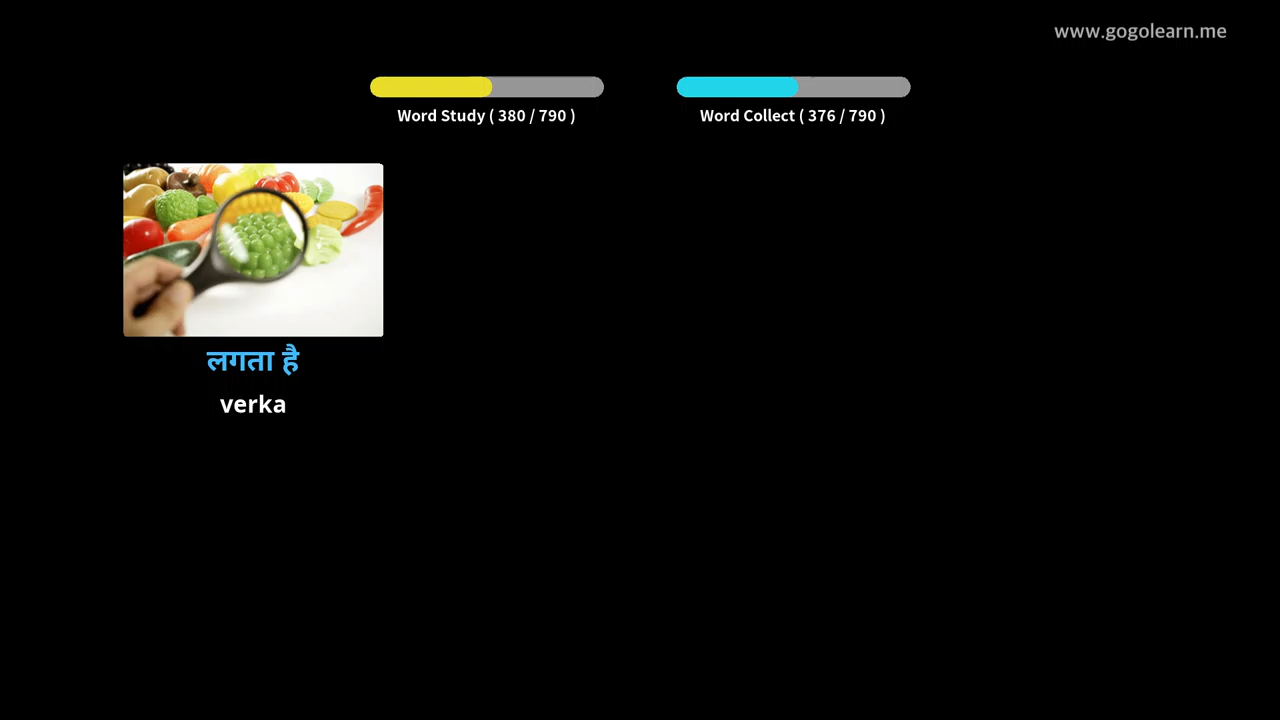 www.gogolearn.me
Word Study ( 380 / 790 )
Word Collect ( 376 / 790 )
लगता है
verka